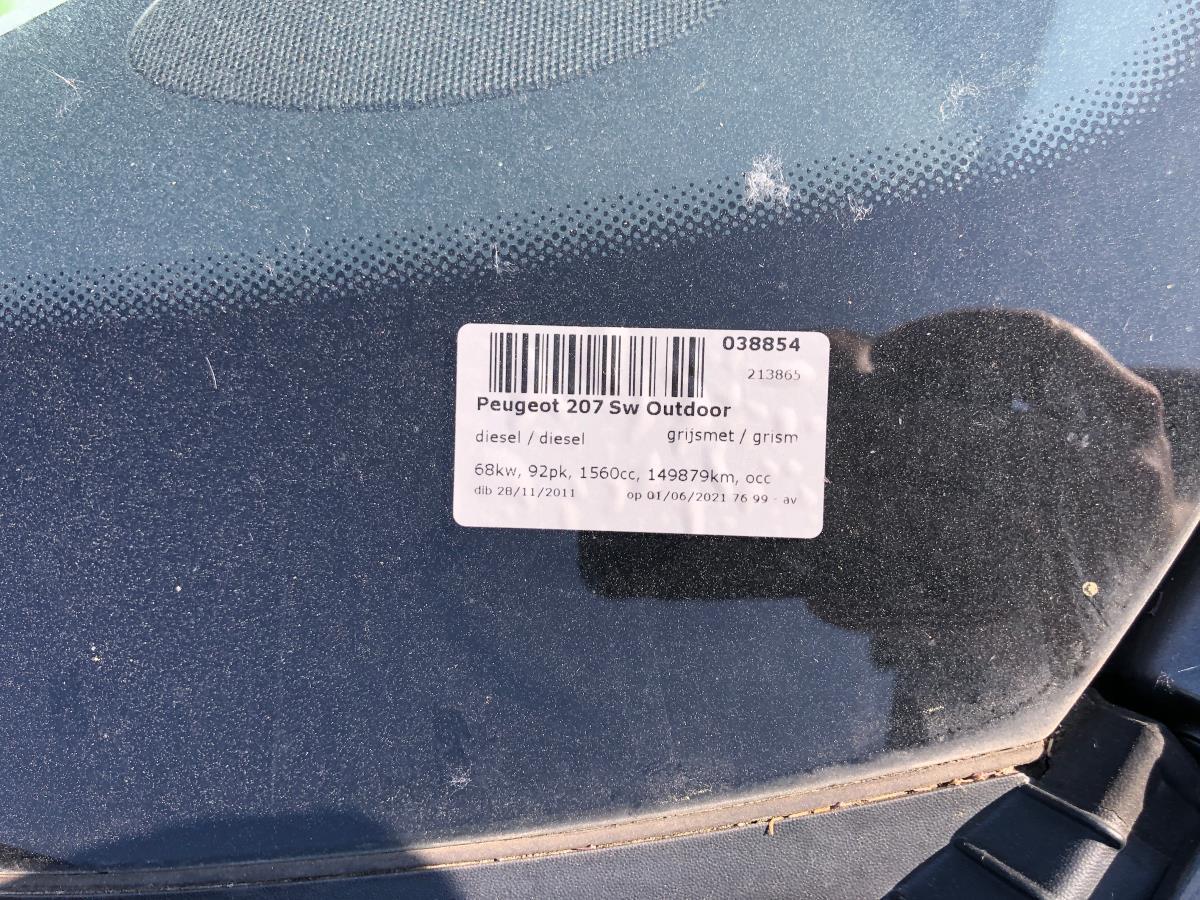 038854
213865
Peugeot 207 Sw Outdoor
diesel / diesel grijsmet / grism
68kw, 92pk, 1560cc, 149879km, occ
dib 28/11/2011 op 01/06/2021 76 99 - av